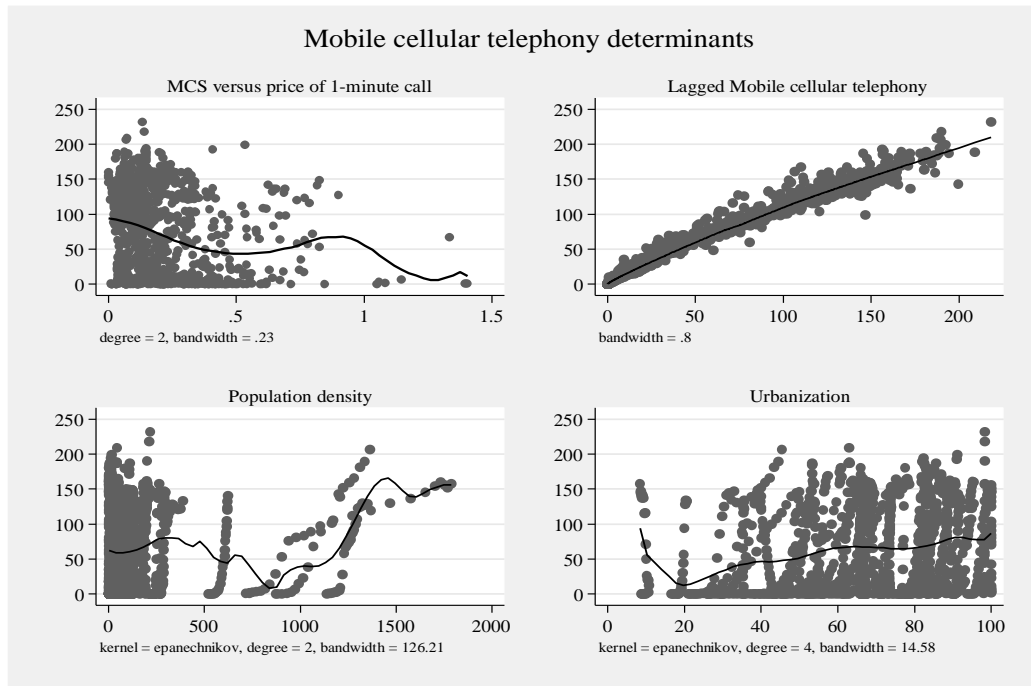 Mobile cellular telephony determinants
MCS versus price of 1-minute call
250
200
150
100
50
0
0 .5 1 1.5
degree = 2, bandwidth = .23
Lagged Mobile cellular telephony
250
200
150
100
50
0
0 50 100 150 200
bandwidth = .8
Population density
250
200
150
100
50
0
0 500 1000 1500 2000
kernel = epanechnikov, degree = 2, bandwidth = 126.21
Urbanization
250
200
150
100
50
0
0 20 40 60 80 100
kernel = epanechnikov, degree = 4, bandwidth = 14.58